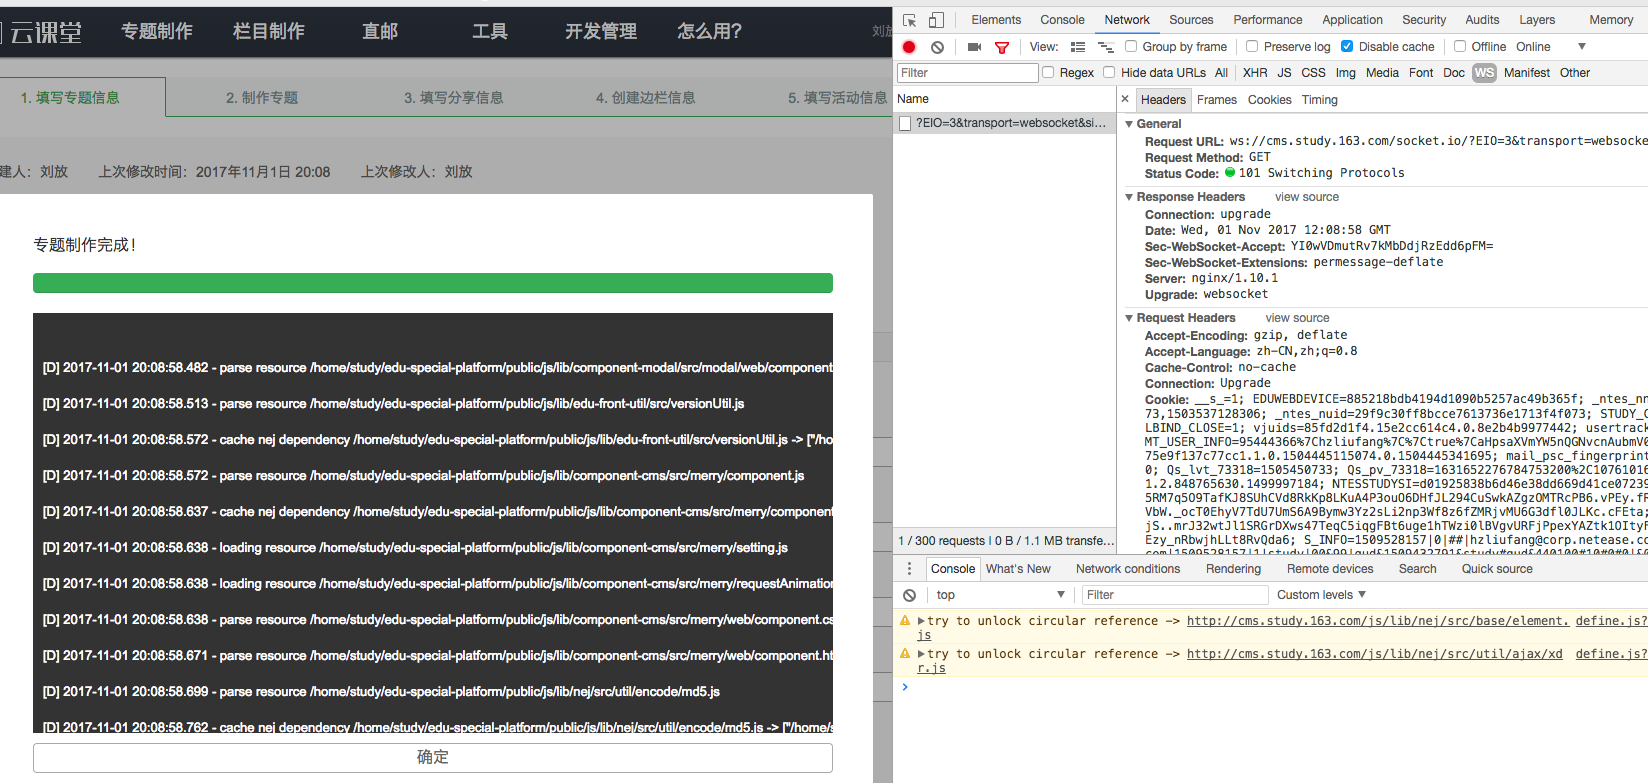 云课堂 专题制作 栏目制作 直邮 工具 开发管理 怎么用? 刘放
1. 填写专题信息 2. 制作专题 3. 填写分享信息 4. 创建边栏信息 5. 填写活动信息
建人：刘放 上次修改时间：2017年11月1日 20:08 上次修改人：刘放
专题制作完成！
[D] 2017-11-01 20:08:58.482 - parse resource /home/study/edu-special-platform/public/js/lib/component-modal/src/modal/web/component
[D] 2017-11-01 20:08:58.513 - parse resource /home/study/edu-special-platform/public/js/lib/edu-front-util/src/versionUtil.js
[D] 2017-11-01 20:08:58.572 - cache nej dependency /home/study/edu-special-platform/public/js/lib/edu-front-util/src/versionUtil.js -> ["/ho
[D] 2017-11-01 20:08:58.572 - parse resource /home/study/edu-special-platform/public/js/lib/component-cms/src/merry/component.js
[D] 2017-11-01 20:08:58.637 - cache nej dependency /home/study/edu-special-platform/public/js/lib/component-cms/src/merry/component
[D] 2017-11-01 20:08:58.638 - loading resource /home/study/edu-special-platform/public/js/lib/component-cms/src/merry/setting.js
[D] 2017-11-01 20:08:58.638 - loading resource /home/study/edu-special-platform/public/js/lib/component-cms/src/merry/requestAnimation
[D] 2017-11-01 20:08:58.638 - parse resource /home/study/edu-special-platform/public/js/lib/component-cms/src/merry/web/component.cs
[D] 2017-11-01 20:08:58.671 - parse resource /home/study/edu-special-platform/public/js/lib/component-cms/src/merry/web/component.ht
[D] 2017-11-01 20:08:58.699 - parse resource /home/study/edu-special-platform/public/js/lib/nej/src/util/encode/md5.js
[D] 2017-11-01 20:08:58.762 - cache nej dependency /home/study/edu-special-platform/public/js/lib/nej/src/util/encode/md5.js -> ["/home/s
确定
Elements Console Network Sources Performance Application Security Audits Layers Memory
View: Group by frame Preserve log Disable cache Offline Online
Filter Regex Hide data URLs All XHR JS CSS Img Media Font Doc WS Manifest Other
Name
?EIO=3&transport=websocket&si...
1 / 300 requests | 0 B / 1.1 MB transfe...
× Headers Frames Cookies Timing
General
Request URL: ws://cms.study.163.com/socket.io/?EIO=3&transport=websocke
Request Method: GET
Status Code: 101 Switching Protocols
Response Headers view source
Connection: upgrade
Date: Wed, 01 Nov 2017 12:08:58 GMT
Sec-WebSocket-Accept: YI0wVDmutRv7kMbDdjRzEdd6pFM=
Sec-WebSocket-Extensions: permessage-deflate
Server: nginx/1.10.1
Upgrade: websocket
Request Headers view source
Accept-Encoding: gzip, deflate
Accept-Language: zh-CN,zh;q=0.8
Cache-Control: no-cache
Connection: Upgrade
Cookie: __s_=1; EDUWEBDEVICE=885218bdb4194d1090b5257ac49b365f; _ntes_nn
73,1503537128306; _ntes_nuid=29f9c30ff8bcce7613736e1713f4f073; STUDY_C
LBIND_CLOSE=1; vjuids=85fd2d1f4.15e2cc614c4.0.8e2b4b9977442; usertrack
MT_USER_INFO=95444366%7Chzliufang%7C%7Ctrue%7CaHpsaXVmYW5nQGNvcnAubmV0
75e9f137c77cc1.1.0.1504445115074.0.1504445341695; mail_psc_fingerprint
0; Qs_lvt_73318=1505450733; Qs_pv_73318=1631652276784753200%2C10761016
1.2.848765630.1499997184; NTESSTUDYSI=d01925838b6d46e38dd669d41ce07239
5RM7q5O9TafKJ8SUhCVd8RkKp8LKuA4P3ouO6DHfJL294CuSwkAZgzOMTRcPB6.vPEy.fR
VbW._ocT0EhyV7TdU7UmS6A9Bymw3Yz2sLi2np3Wf8z6fZMRjvMU6G3dfl0JLKc.cFEta;
jS..mrJ32wtJl1SRGrDXws47TeqC5iqgFBt6uge1hTWzi0lBVgvURFjPpexYAZtk1OItyF
Ezy_nRbwjhLLt8RvQda6; S_INFO=1509528157|0|##|hzliufang@corp.netease.co
com|1509528157|1|study|00&99|gud&1509432791&study#gud&440100#10#0#0|&0
Console What's New Network conditions Rendering Remote devices Search Quick source
top Filter Custom levels
try to unlock circular reference -> http://cms.study.163.com/js/lib/nej/src/base/element. define.js?
js
try to unlock circular reference -> http://cms.study.163.com/js/lib/nej/src/util/ajax/xd define.js?
r.js